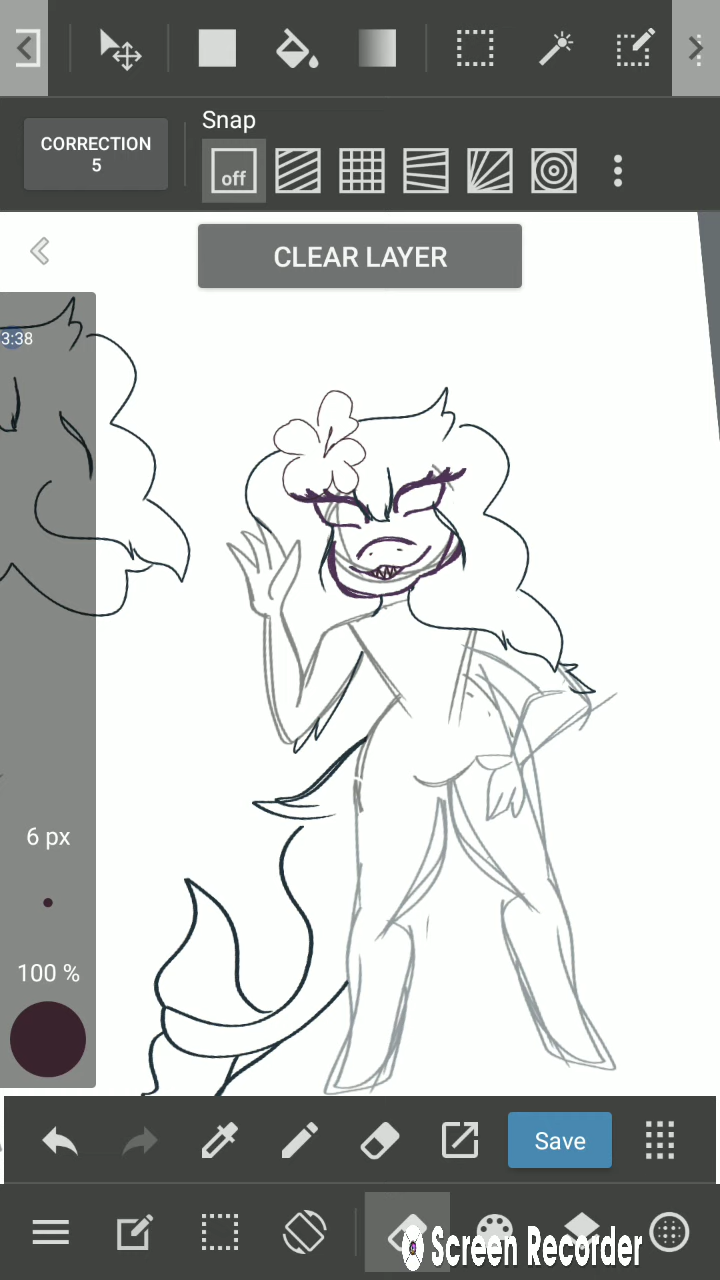 Snap
CORRECTION
5
off
CLEAR LAYER
3:38
6 px
100 %
Save
Screen Recorder